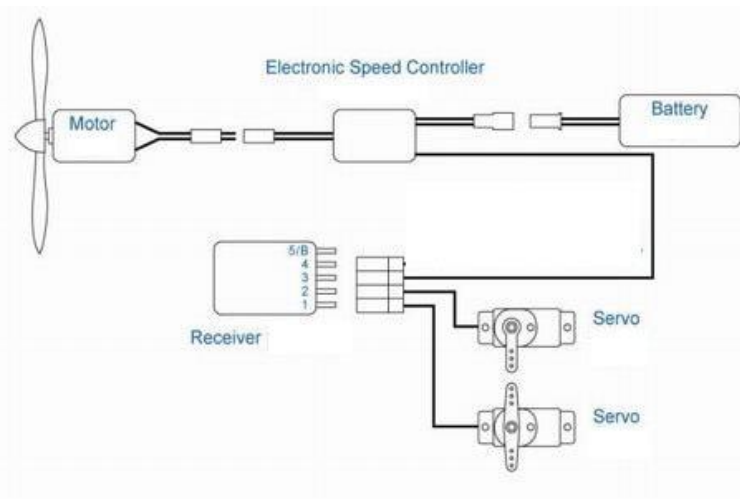 Electronic Speed Controller
Motor
Battery
5/B
4
3
2
1
Receiver
Servo
Servo